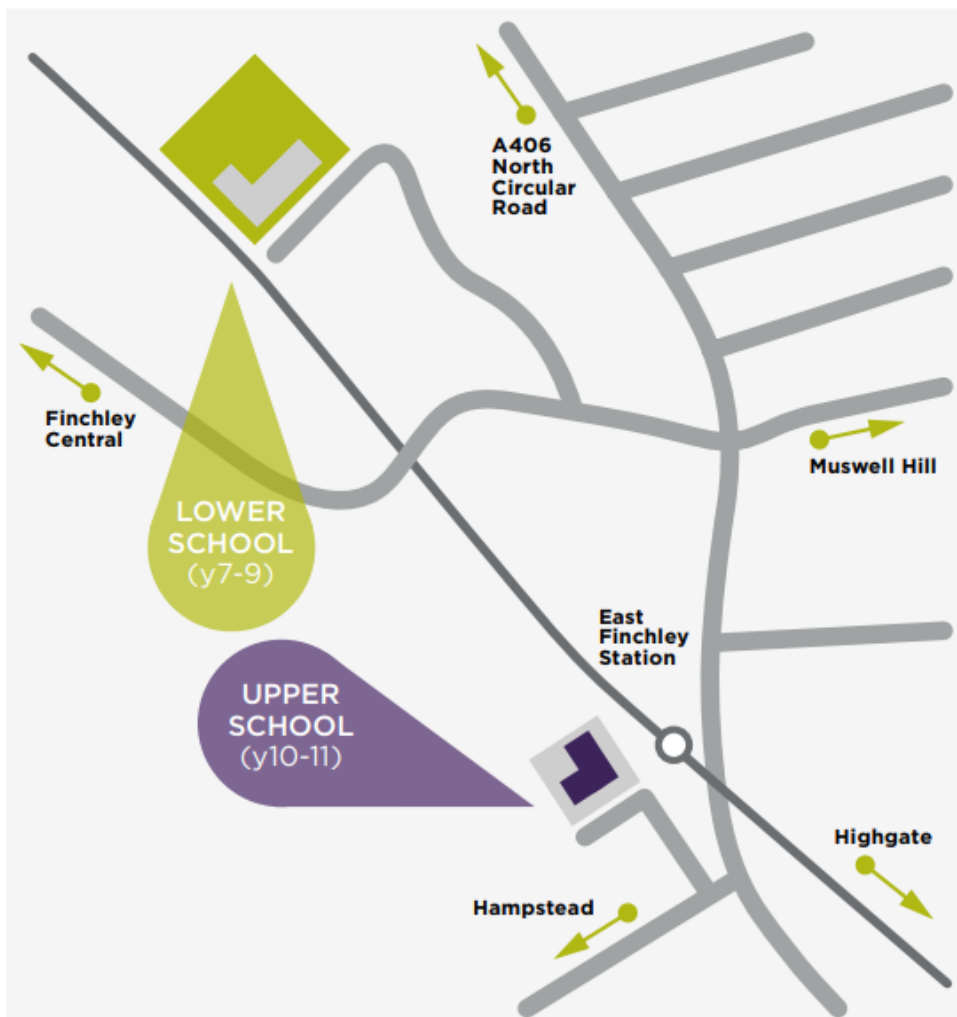 A406
North
Circular
Road
Finchley
Central
Muswell Hill
LOWER
SCHOOL
(y7-9)
East
Finchley
Station
UPPER
SCHOOL
(y10-11)
Highgate
Hampstead